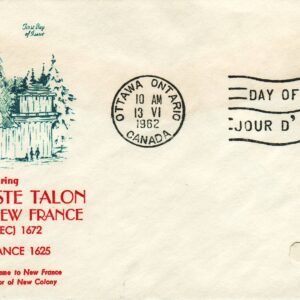 First Day
of Issue
OTTAWA ONTARIO
10 AM
13 VI
1962
CANADA
DAY OF
JOUR D'
ring
STE TALON
EW FRANCE
EC) 1672
ANCE 1625
ame to New France
or of New Colony